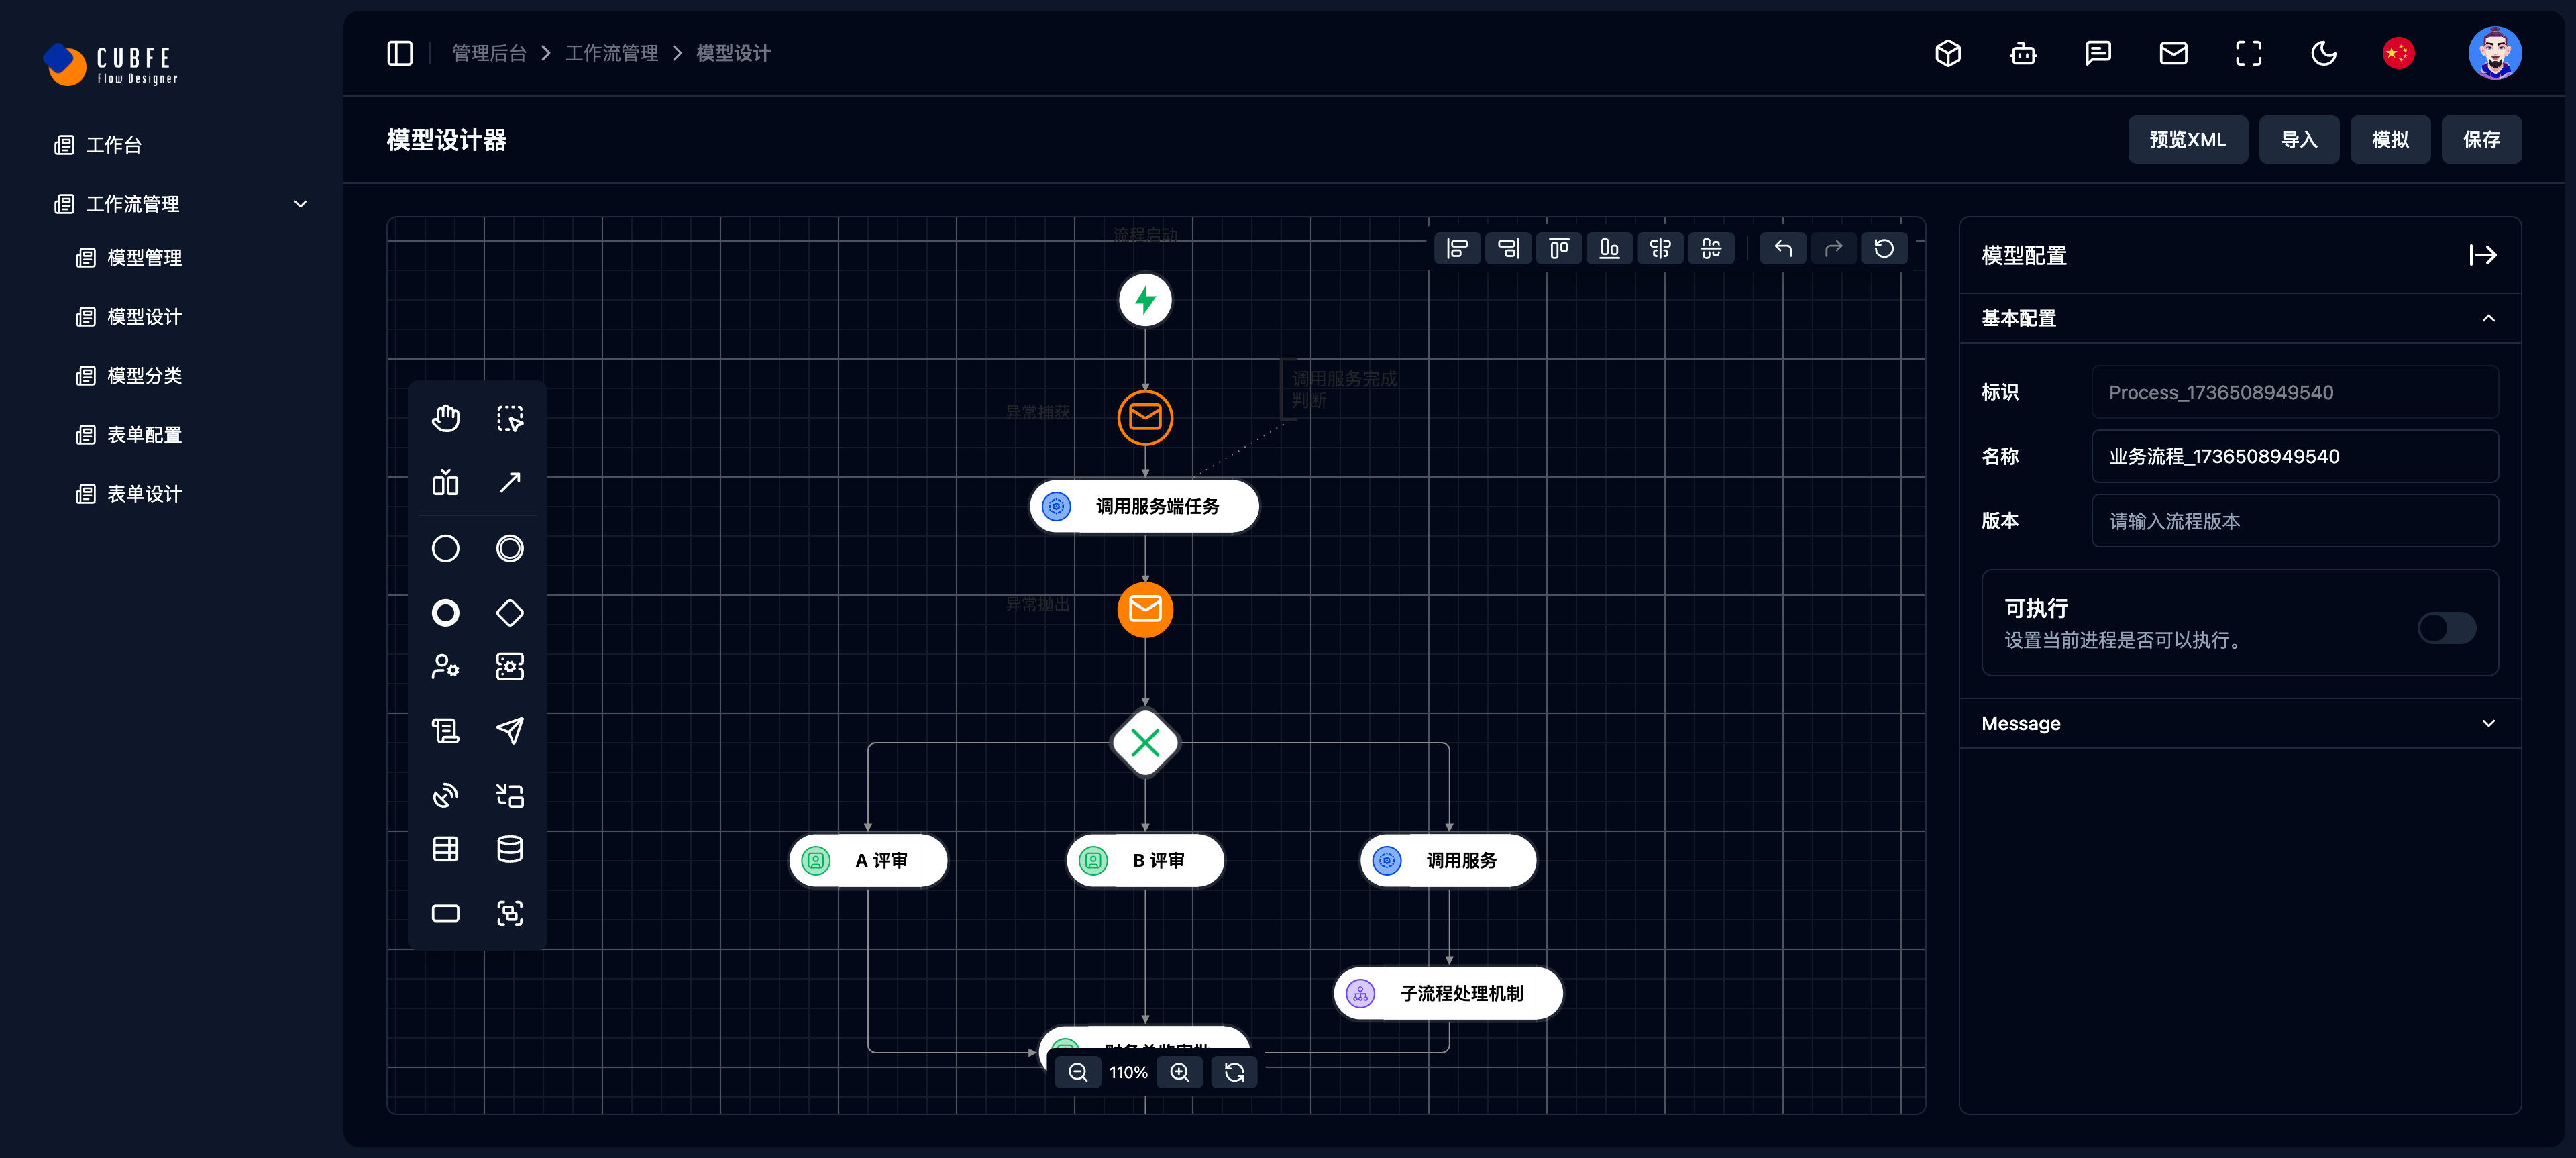 CUBFE
Flow Designer
工作台
工作流管理
模型管理
模型设计
模型分类
表单配置
表单设计
管理后台
工作流管理
模型设计
模型设计器
预览XML
导入
模拟
保存
流程启动
异常捕获
调用服务完成
判断
调用服务端任务
异常抛出
A 评审
B 评审
调用服务
子流程处理机制
财务总监审批
110%
模型配置
基本配置
标识
Process_1736508949540
名称
业务流程_1736508949540
版本
请输入流程版本
可执行
设置当前进程是否可以执行。
Message